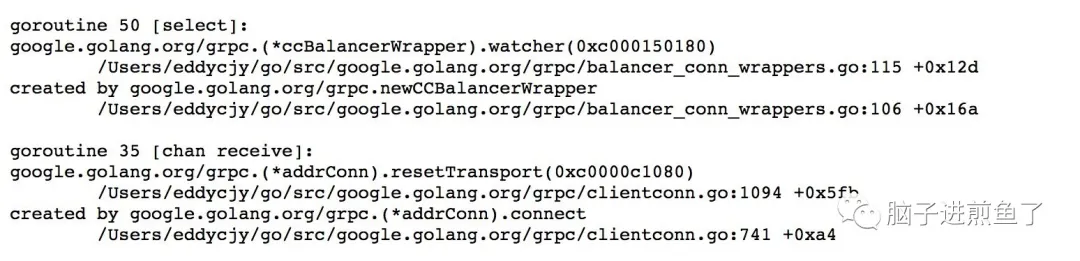 goroutine 50 [select]:
google.golang.org/grpc.(*ccBalancerWrapper).watcher(0xc000150180)
/Users/eddycjy/go/src/google.golang.org/grpc/balancer_conn_wrappers.go:115 +0x12d
created by google.golang.org/grpc.newCCBalancerWrapper
/Users/eddycjy/go/src/google.golang.org/grpc/balancer_conn_wrappers.go:106 +0x16a
goroutine 35 [chan receive]:
google.golang.org/grpc.(*addrConn).resetTransport(0xc0000c1080)
/Users/eddycjy/go/src/google.golang.org/grpc/clientconn.go:1094 +0x5fb
created by google.golang.org/grpc.(*addrConn).connect
/Users/eddycjy/go/src/google.golang.org/grpc/clientconn.go:741 +0xa4
脑子进煎鱼了